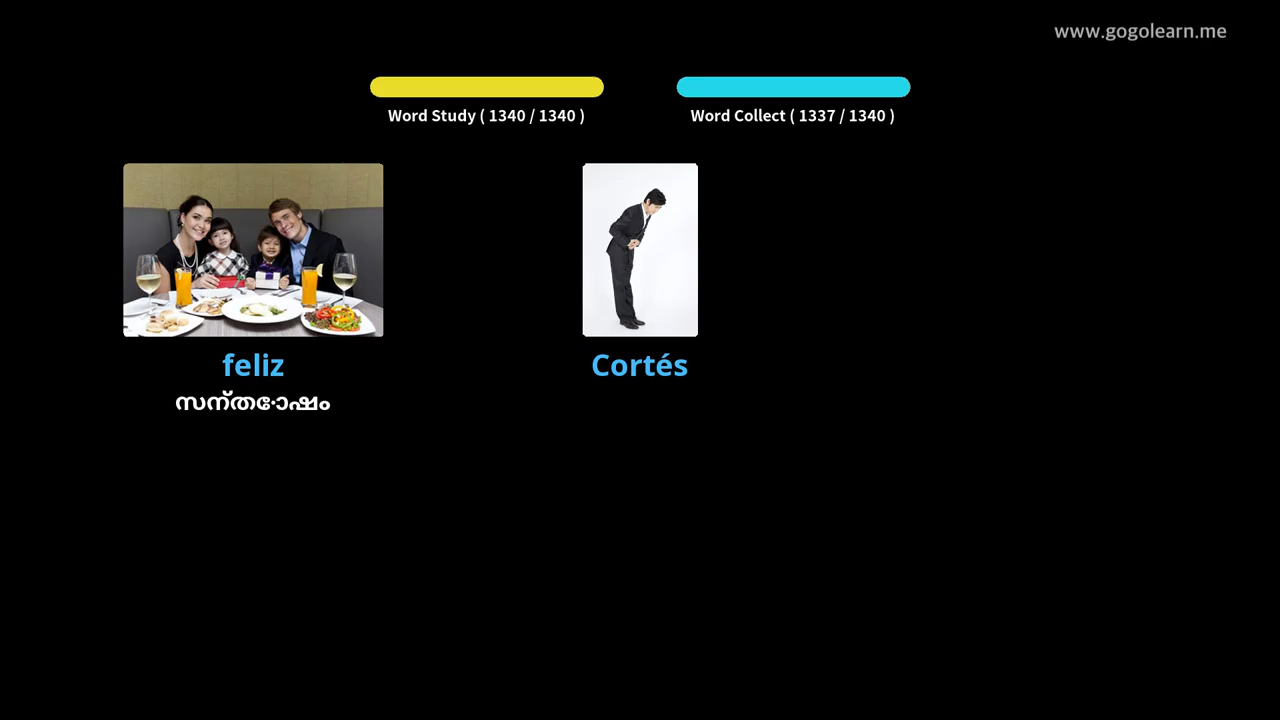 www.gogolearn.me
Word Study ( 1340 / 1340 )
Word Collect ( 1337 / 1340 )
feliz
Cortés
സന്തോഷം